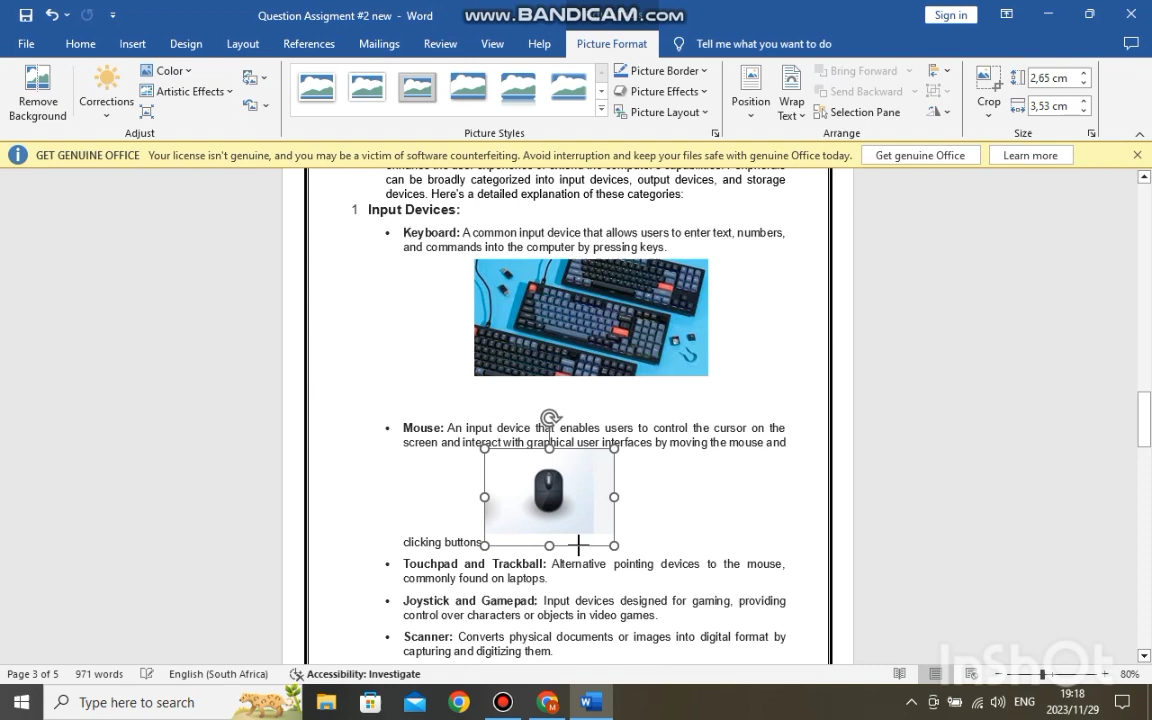 Question Assigment #2 new - Word
www.BANDICAM.com
Sign in
File Home Insert Design Layout References Mailings Review View Help Picture Format Tell me what you want to do
Remove Background
Corrections
Color
Artistic Effects
Adjust
Picture Border
Picture Effects
Picture Layout
Picture Styles
Position
Wrap Text
Bring Forward
Send Backward
Selection Pane
Arrange
Crop
2,65 cm
3,53 cm
Size
GET GENUINE OFFICE Your license isn't genuine, and you may be a victim of software counterfeiting. Avoid interruption and keep your files safe with genuine Office today. Get genuine Office Learn more
can be broadly categorized into input devices, output devices, and storage
devices. Here's a detailed explanation of these categories:
1 Input Devices:
• Keyboard: A common input device that allows users to enter text, numbers,
and commands into the computer by pressing keys.
• Mouse: An input device that enables users to control the cursor on the
screen and interact with graphical user interfaces by moving the mouse and
clicking buttons
• Touchpad and Trackball: Alternative pointing devices to the mouse,
commonly found on laptops.
• Joystick and Gamepad: Input devices designed for gaming, providing
control over characters or objects in video games.
• Scanner: Converts physical documents or images into digital format by
capturing and digitizing them.
InShOt
Page 3 of 5 971 words English (South Africa) Accessibility: Investigate 80%
Type here to search
ENG
19:18
2023/11/29